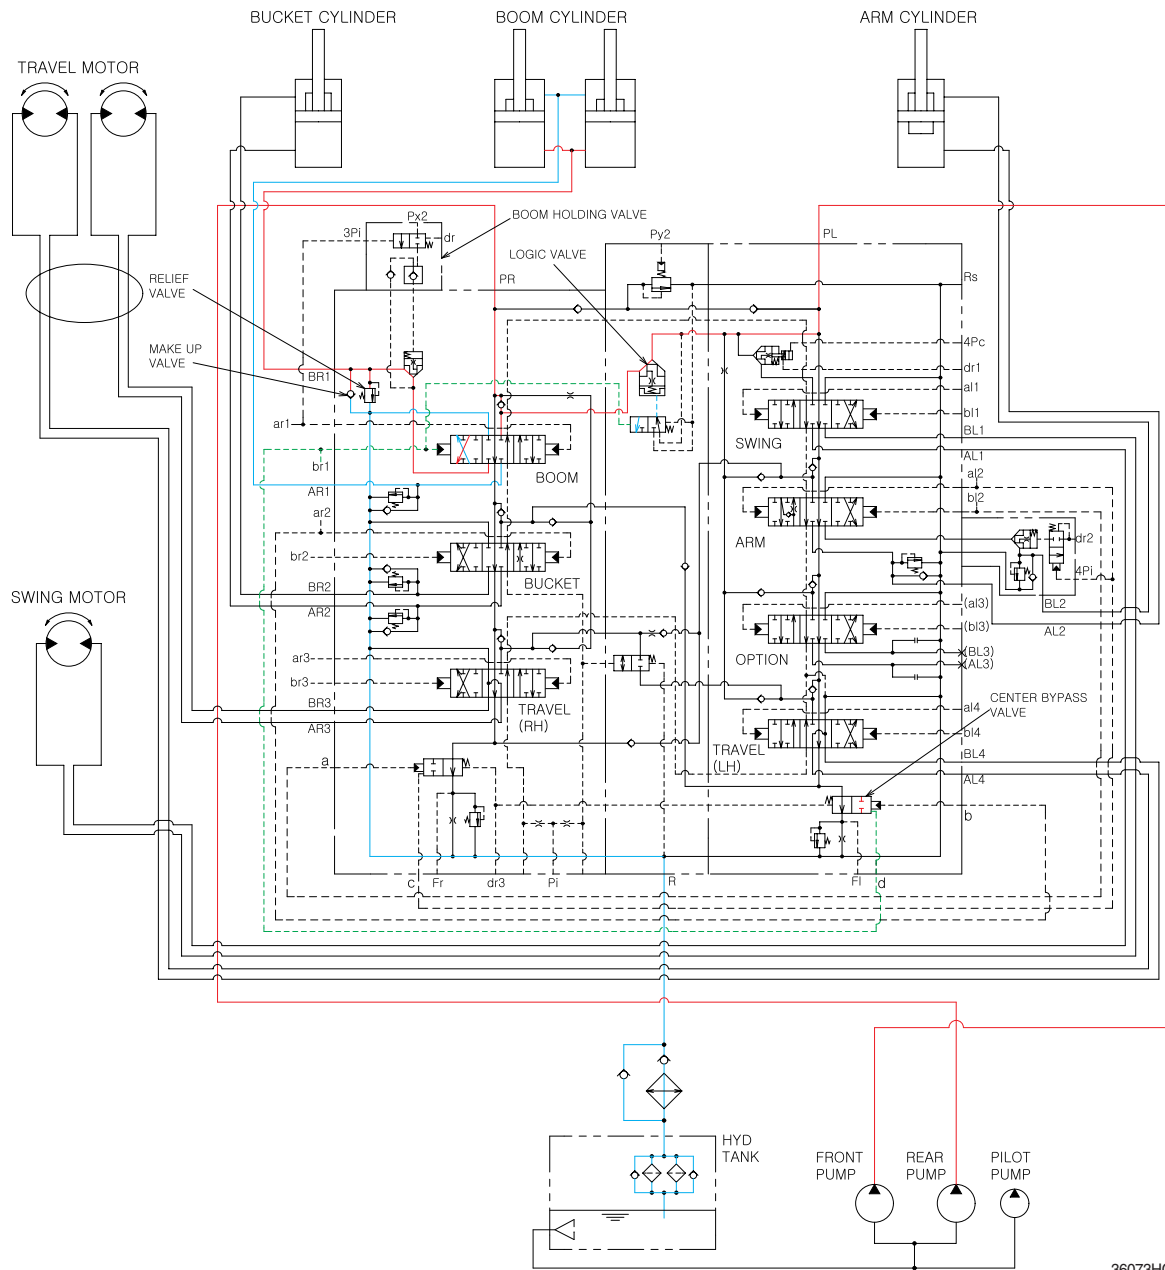 BUCKET CYLINDER
BOOM CYLINDER
ARM CYLINDER
TRAVEL MOTOR
Px2
BOOM HOLDING VALVE
3Pi
dr
Py2
PL
LOGIC VALVE
RELIEF
VALVE
PR
Rs
MAKE UP
VALVE
BR1
4Pc
dr1
al1
bl1
ar1
SWING
BL1
AL1
br1
BOOM
AR1
al2
bl2
ar2
ARM
br2
dr2
BUCKET
4Pi
BR2
BL2
AR2
SWING MOTOR
(al3)
(bl3)
AL2
OPTION
(BL3)
(AL3)
ar3
br3
BR3
TRAVEL
(RH)
AR3
CENTER BYPASS
VALVE
al4
bl4
TRAVEL
(LH)
BL4
AL4
a
b
c
Fr
dr3
Pi
R
Fl
d
HYD
TANK
FRONT
PUMP
REAR
PUMP
PILOT
PUMP